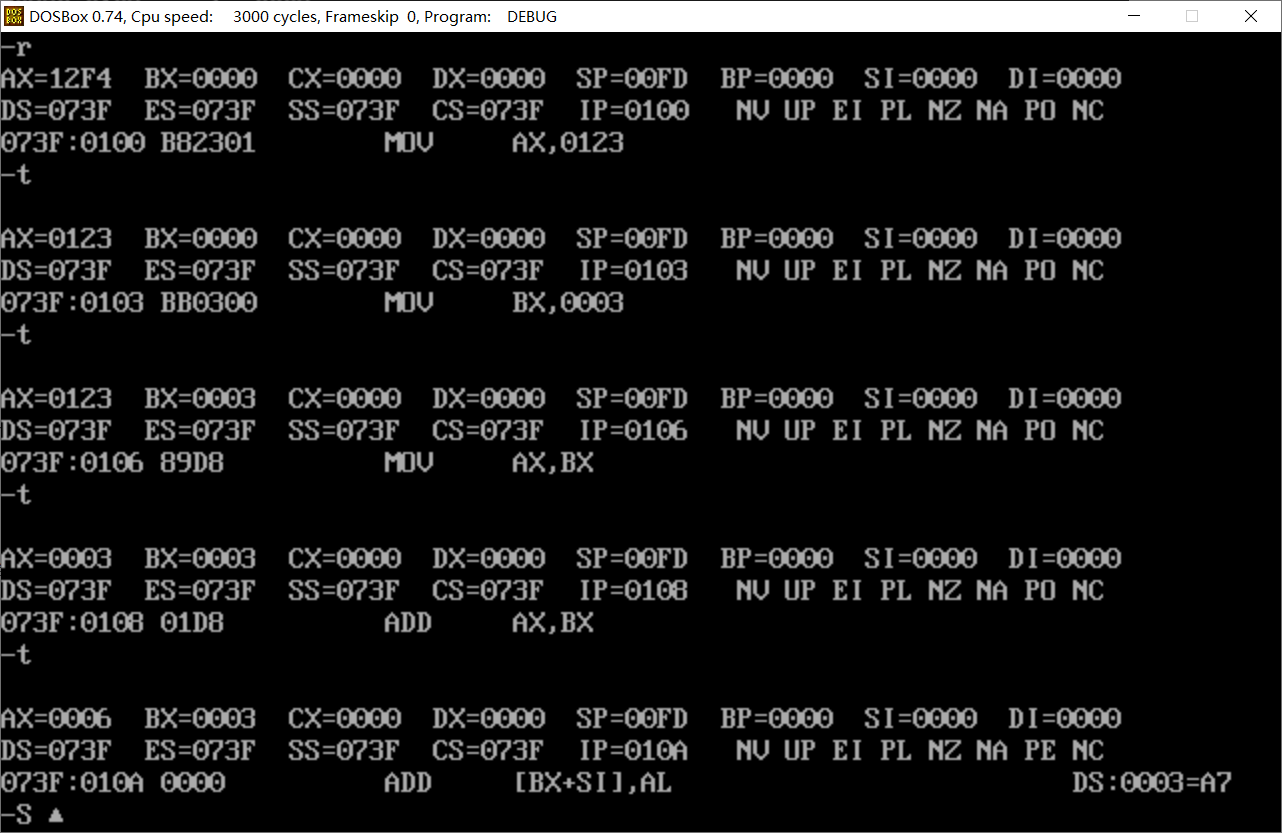 DOSBox 0.74, Cpu speed: 3000 cycles, Frameskip 0, Program: DEBUG
-r
AX=12F4 BX=0000 CX=0000 DX=0000 SP=00FD BP=0000 SI=0000 DI=0000
DS=073F ES=073F SS=073F CS=073F IP=0100 NV UP EI PL NZ NA PO NC
073F:0100 B82301 MOV AX,0123
-t
AX=0123 BX=0000 CX=0000 DX=0000 SP=00FD BP=0000 SI=0000 DI=0000
DS=073F ES=073F SS=073F CS=073F IP=0103 NV UP EI PL NZ NA PO NC
073F:0103 BB0300 MOV BX,0003
-t
AX=0123 BX=0003 CX=0000 DX=0000 SP=00FD BP=0000 SI=0000 DI=0000
DS=073F ES=073F SS=073F CS=073F IP=0106 NV UP EI PL NZ NA PO NC
073F:0106 89D8 MOV AX,BX
-t
AX=0003 BX=0003 CX=0000 DX=0000 SP=00FD BP=0000 SI=0000 DI=0000
DS=073F ES=073F SS=073F CS=073F IP=0108 NV UP EI PL NZ NA PO NC
073F:0108 01D8 ADD AX,BX
-t
AX=0006 BX=0003 CX=0000 DX=0000 SP=00FD BP=0000 SI=0000 DI=0000
DS=073F ES=073F SS=073F CS=073F IP=010A NV UP EI PL NZ NA PE NC
073F:010A 0000 ADD [BX+SI],AL DS:0003=A7
-S ▲